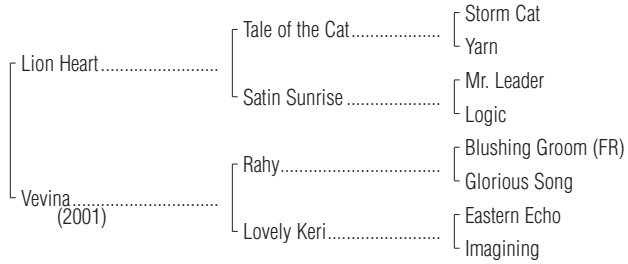 Lion Heart
Tale of the Cat
Storm Cat
Yarn
Satin Sunrise
Mr. Leader
Logic
Vevina
(2001)
Rahy
Blushing Groom (FR)
Glorious Song
Lovely Keri
Eastern Echo
Imagining